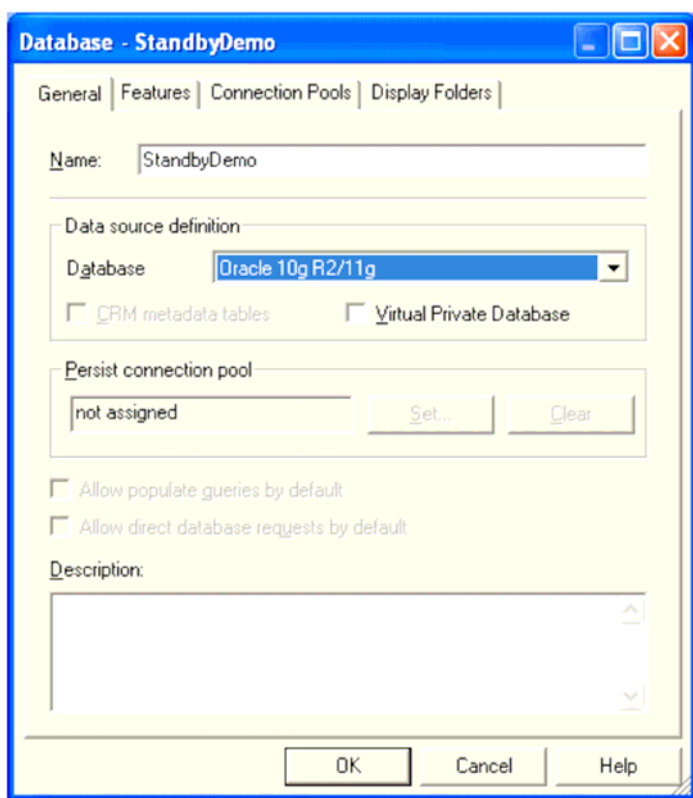 Database - StandbyDemo
General Features Connection Pools Display Folders
Name: StandbyDemo
Data source definition
Database Oracle 10g R2/11g
CRM metadata tables Virtual Private Database
Persist connection pool
not assigned Set... Clear
Allow populate queries by default
Allow direct database requests by default
Description:
OK Cancel Help